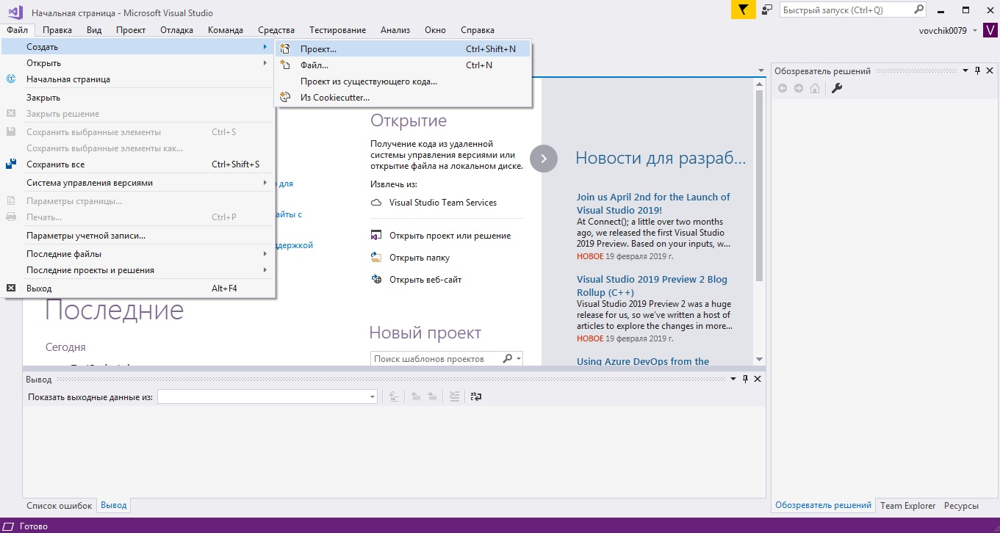 Начальная страница - Microsoft Visual Studio
Быстрый запуск (Ctrl+Q)
Файл Правка Вид Проект Отладка Команда Средства Тестирование Анализ Окно Справка
vovchik0079 V
Создать
Открыть
Начальная страница
Закрыть
Закрыть решение
Сохранить выбранные элементы Ctrl+S
Сохранить выбранные элементы как...
Сохранить все Ctrl+Shift+S
Система управления версиями
Параметры страницы...
Печать... Ctrl+P
Параметры учетной записи...
Последние файлы
Последние проекты и решения
Выход Alt+F4
Проект... Ctrl+Shift+N
Файл... Ctrl+N
Проект из существующего кода...
Из Cookiecutter...
для
айты с
ддержкой
Последние
Сегодня
Открытие
Получение кода из удаленной
системы управления версиями или
открытие файла на локальном диске.
Извлечь из:
Visual Studio Team Services
Открыть проект или решение
Открыть папку
Открыть веб-сайт
Новый проект
Поиск шаблонов проектов
Новости для разраб...
Join us April 2nd for the Launch of
Visual Studio 2019!
At Connect(); a little over two months
ago, we released the first Visual Studio
2019 Preview. Based on your inputs, w...
НОВОЕ 19 февраля 2019 г.
Visual Studio 2019 Preview 2 Blog
Rollup (C++)
Visual Studio 2019 Preview 2 was a huge
release for us, so we've written a host of
articles to explore the changes in more...
НОВОЕ 19 февраля 2019 г.
Using Azure DevOps from the
Обозреватель решений
Вывод
Показать выходные данные из:
Список ошибок Вывод
Обозреватель решений Team Explorer Ресурсы
Готово